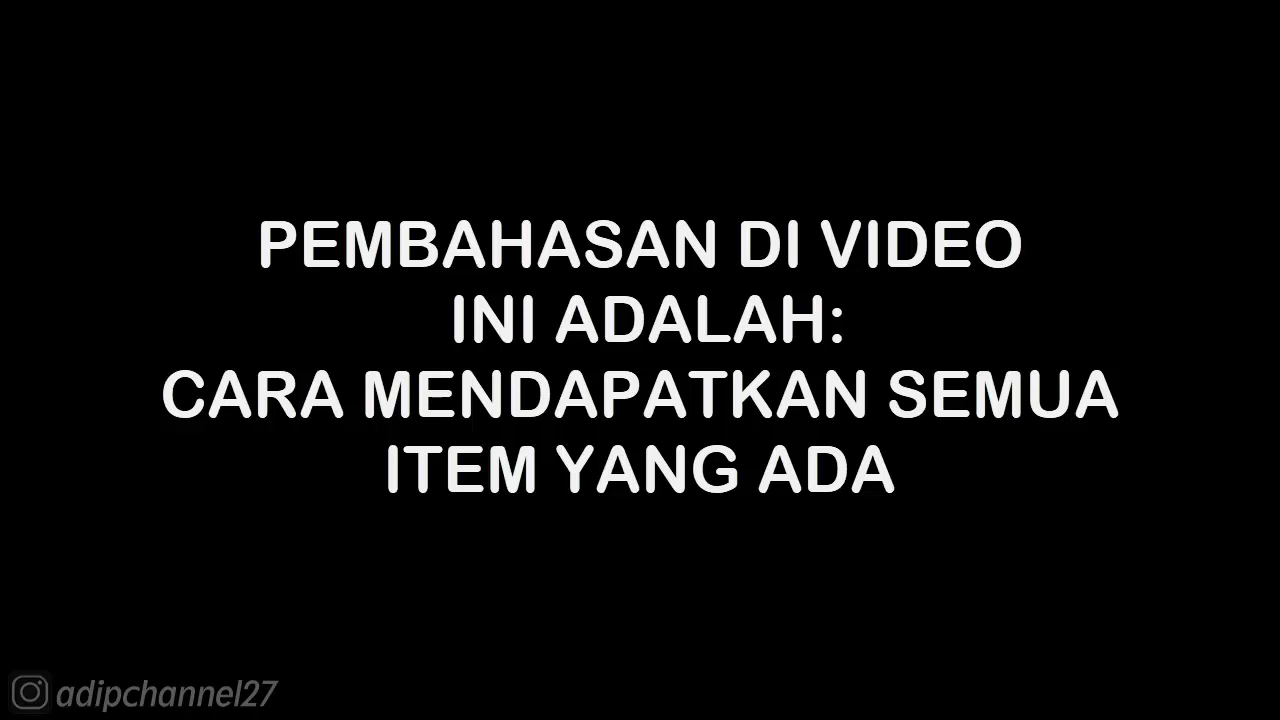 PEMBAHASAN DI VIDEO
INI ADALAH:
CARA MENDAPATKAN SEMUA
ITEM YANG ADA
adipchannel27